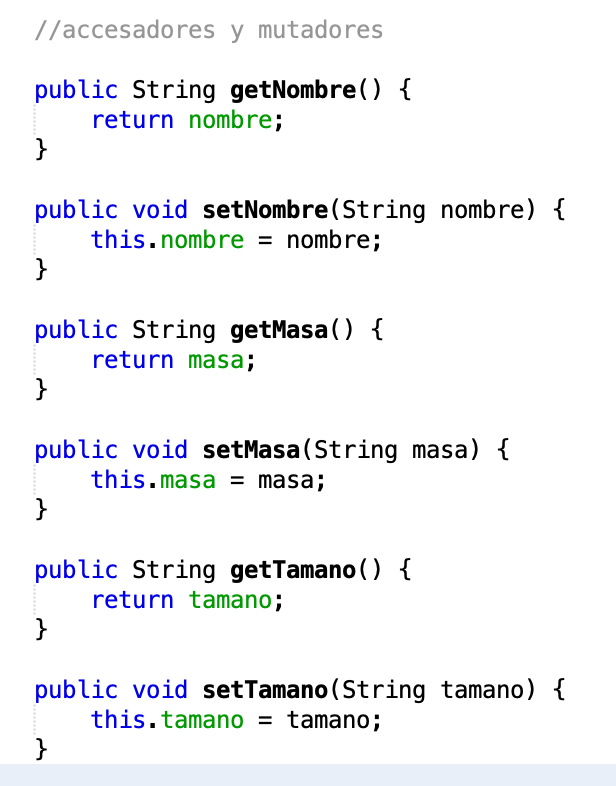 //accesadores y mutadores
public String getNombre() {
return nombre;
}
public void setNombre(String nombre) {
this.nombre = nombre;
}
public String getMasa() {
return masa;
}
public void setMasa(String masa) {
this.masa = masa;
}
public String getTamano() {
return tamano;
}
public void setTamano(String tamano) {
this.tamano = tamano;
}